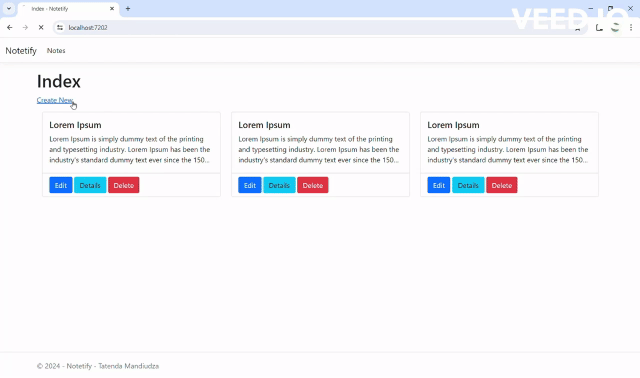 Index - Notetify
VEED.IO
localhost:7202
Notetify Notes
Index
Create New
Lorem Ipsum
Lorem Ipsum is simply dummy text of the printing
and typesetting industry. Lorem Ipsum has been the
industry's standard dummy text ever since the 150...
Edit Details Delete
Lorem Ipsum
Lorem Ipsum is simply dummy text of the printing
and typesetting industry. Lorem Ipsum has been the
industry's standard dummy text ever since the 150...
Edit Details Delete
Lorem Ipsum
Lorem Ipsum is simply dummy text of the printing
and typesetting industry. Lorem Ipsum has been the
industry's standard dummy text ever since the 150...
Edit Details Delete
© 2024 - Notetify - Tatenda Mandiudza